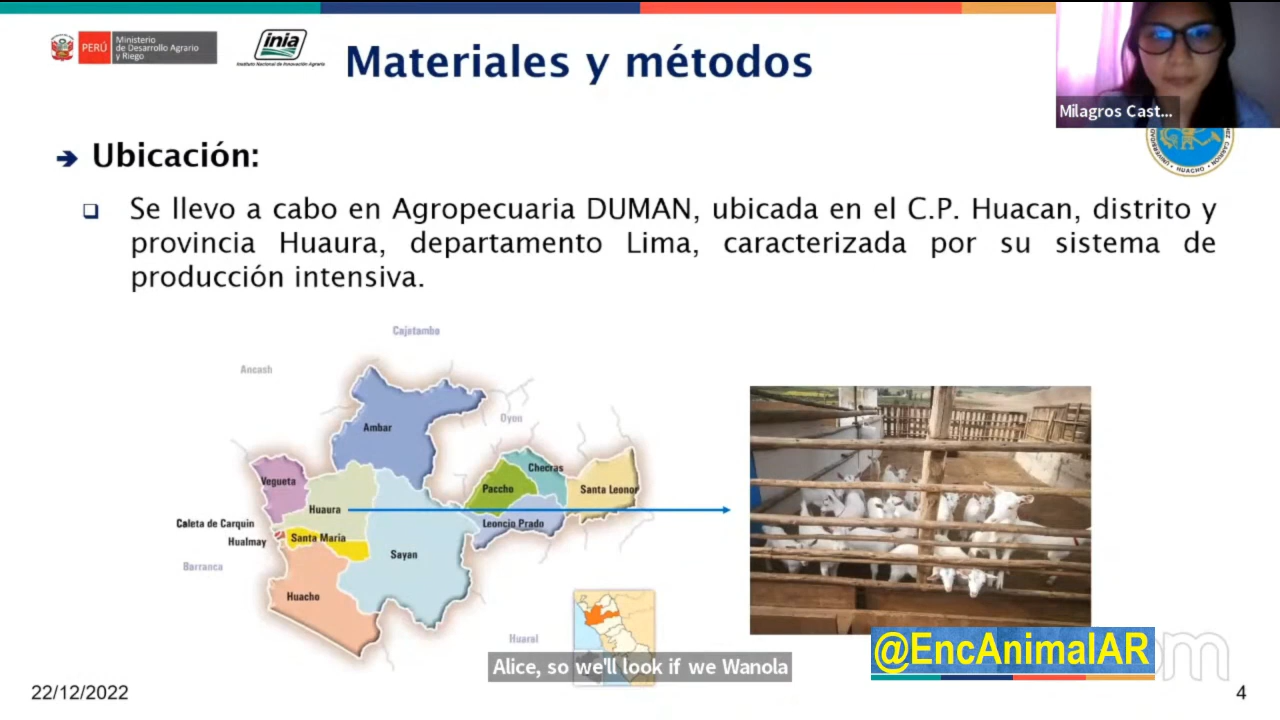 PERÚ
Ministerio
de Desarrollo Agrario
y Riego
inia
Instituto Nacional de Innovación Agraria
Materiales y métodos
Milagros Cast...
HUACHO
Ubicación:
Se llevo a cabo en Agropecuaria DUMAN, ubicada en el C.P. Huacan, distrito y
provincia Huaura, departamento Lima, caracterizada por su sistema de
producción intensiva.
Cajatambo
Ancash
Ambar
Oyon
Checras
Vegueta
Paccho
Santa Leonor
Huaura
Caleta de Carquin
Leoncio Prado
Hualmay
Santa Maria
Sayan
Barranca
Huacho
Huaral
Alice, so we'll look if we Wanola
@EncAnimalAR
22/12/2022
4